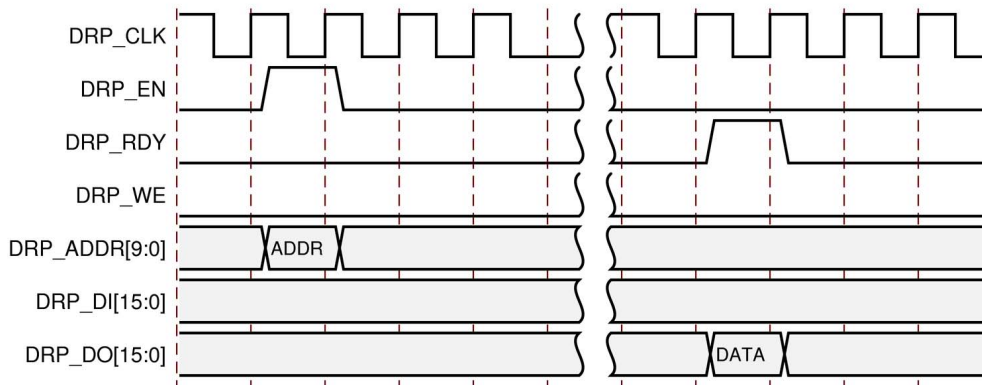 DRP_CLK
DRP_EN
DRP_RDY
DRP_WE
DRP_ADDR[9:0] ADDR
DRP_DI[15:0]
DRP_DO[15:0] DATA